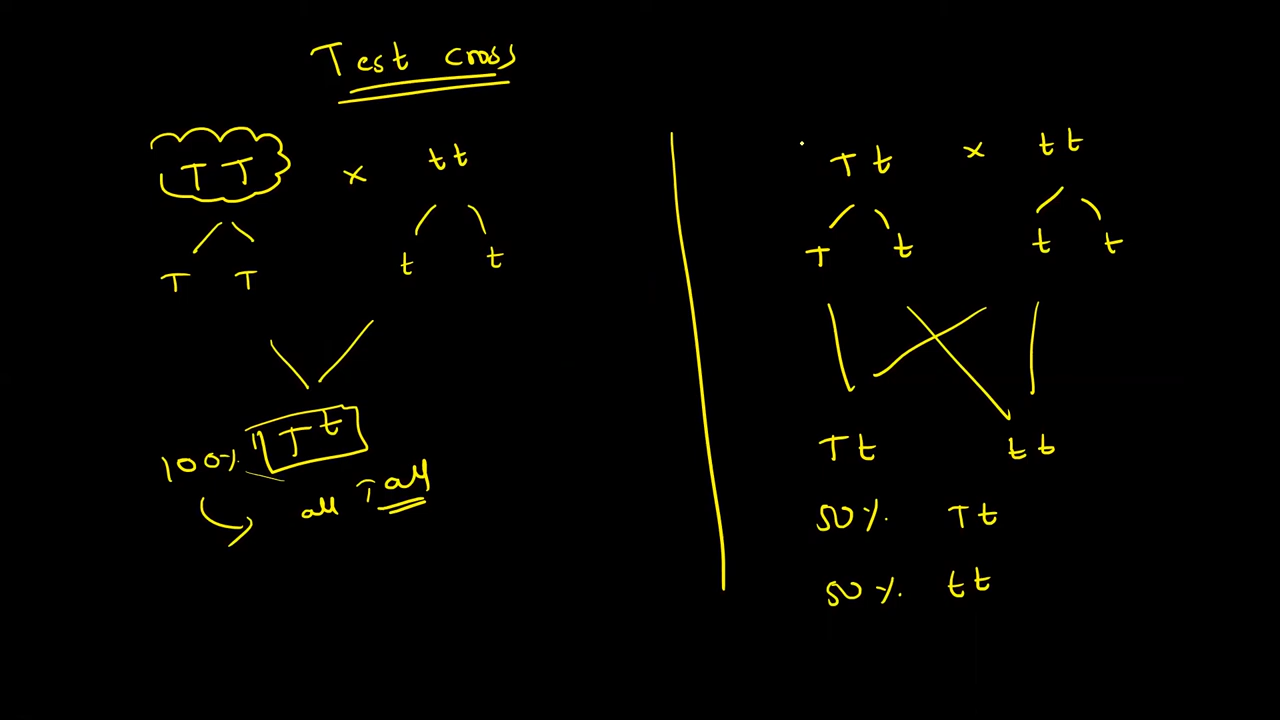 Test cross
TT x tt
T T t t
Tt
100%
all Tall
Tt x tt
T t t t
Tt tt
50% Tt
50% tt